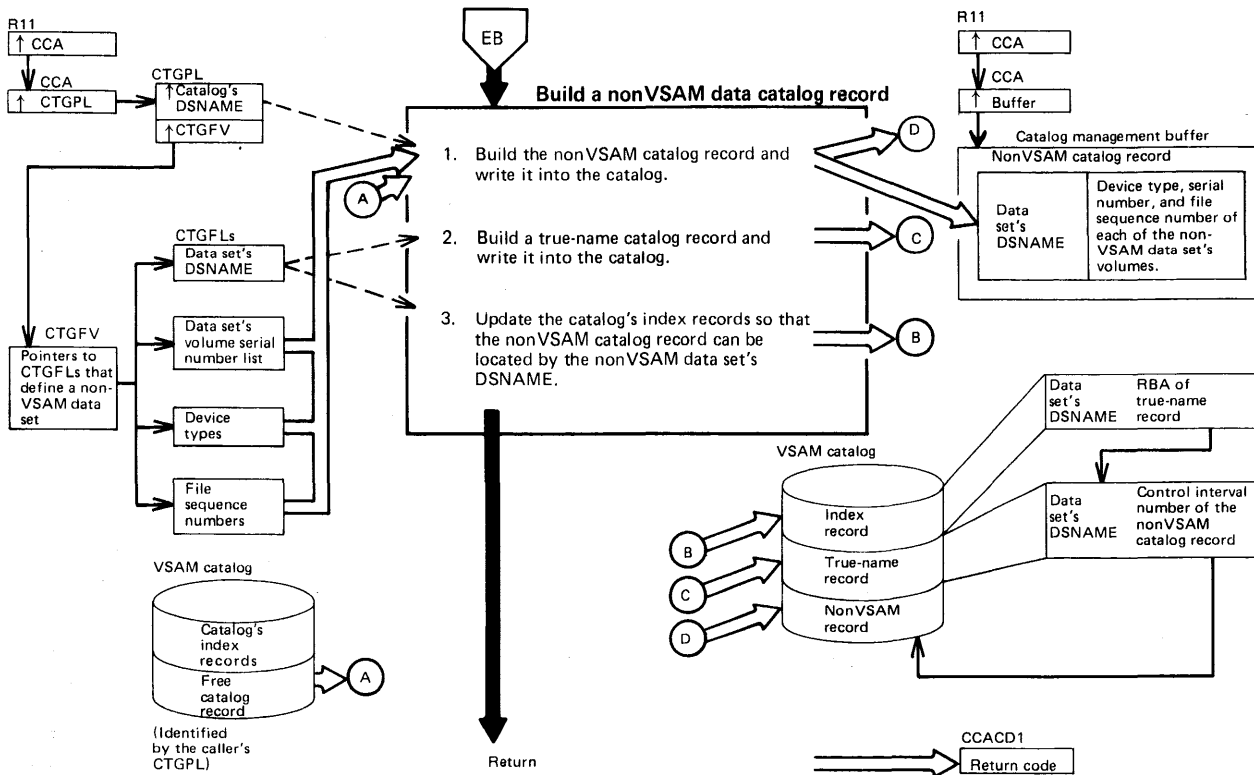 R11
↑ CCA
CCA
↑ CTGPL
CTGPL
↑ Catalog's
DSNAME
↑ CTGFV
CTGFLs
Data set's
DSNAME
CTGFV
Pointers to
CTGFLs that
define a non-
VSAM data
set
Data set's
volume serial
number list
Device
types
File
sequence
numbers
VSAM catalog
Catalog's
index
records
Free
catalog
record
A
(Identified
by the caller's
CTGPL)
EB
Build a nonVSAM data catalog record
A
1. Build the nonVSAM catalog record and
write it into the catalog.
2. Build a true-name catalog record and
write it into the catalog.
3. Update the catalog's index records so that
the nonVSAM catalog record can be
located by the nonVSAM data set's
DSNAME.
D
C
B
Return
R11
↑ CCA
CCA
↑ Buffer
Catalog management buffer
NonVSAM catalog record
Data
set's
DSNAME
Device type, serial
number, and file
sequence number of
each of the non-
VSAM data set's
volumes.
VSAM catalog
Index
record
True-name
record
NonVSAM
record
B
C
D
Data
set's
DSNAME
RBA of
true-name
record
Data
set's
DSNAME
Control interval
number of the
nonVSAM
catalog record
CCACD1
Return code